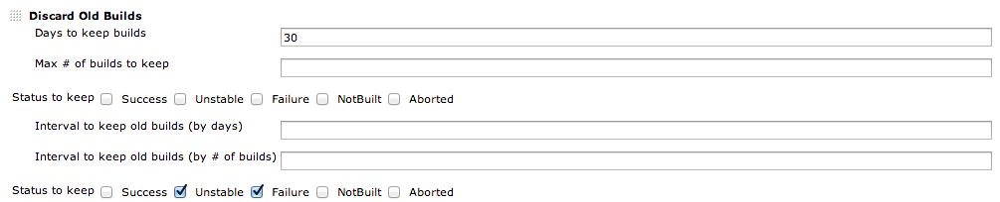 Discard Old Builds
Days to keep builds 30
Max # of builds to keep
Status to keep Success Unstable Failure NotBuilt Aborted
Interval to keep old builds (by days)
Interval to keep old builds (by # of builds)
Status to keep Success Unstable Failure NotBuilt Aborted